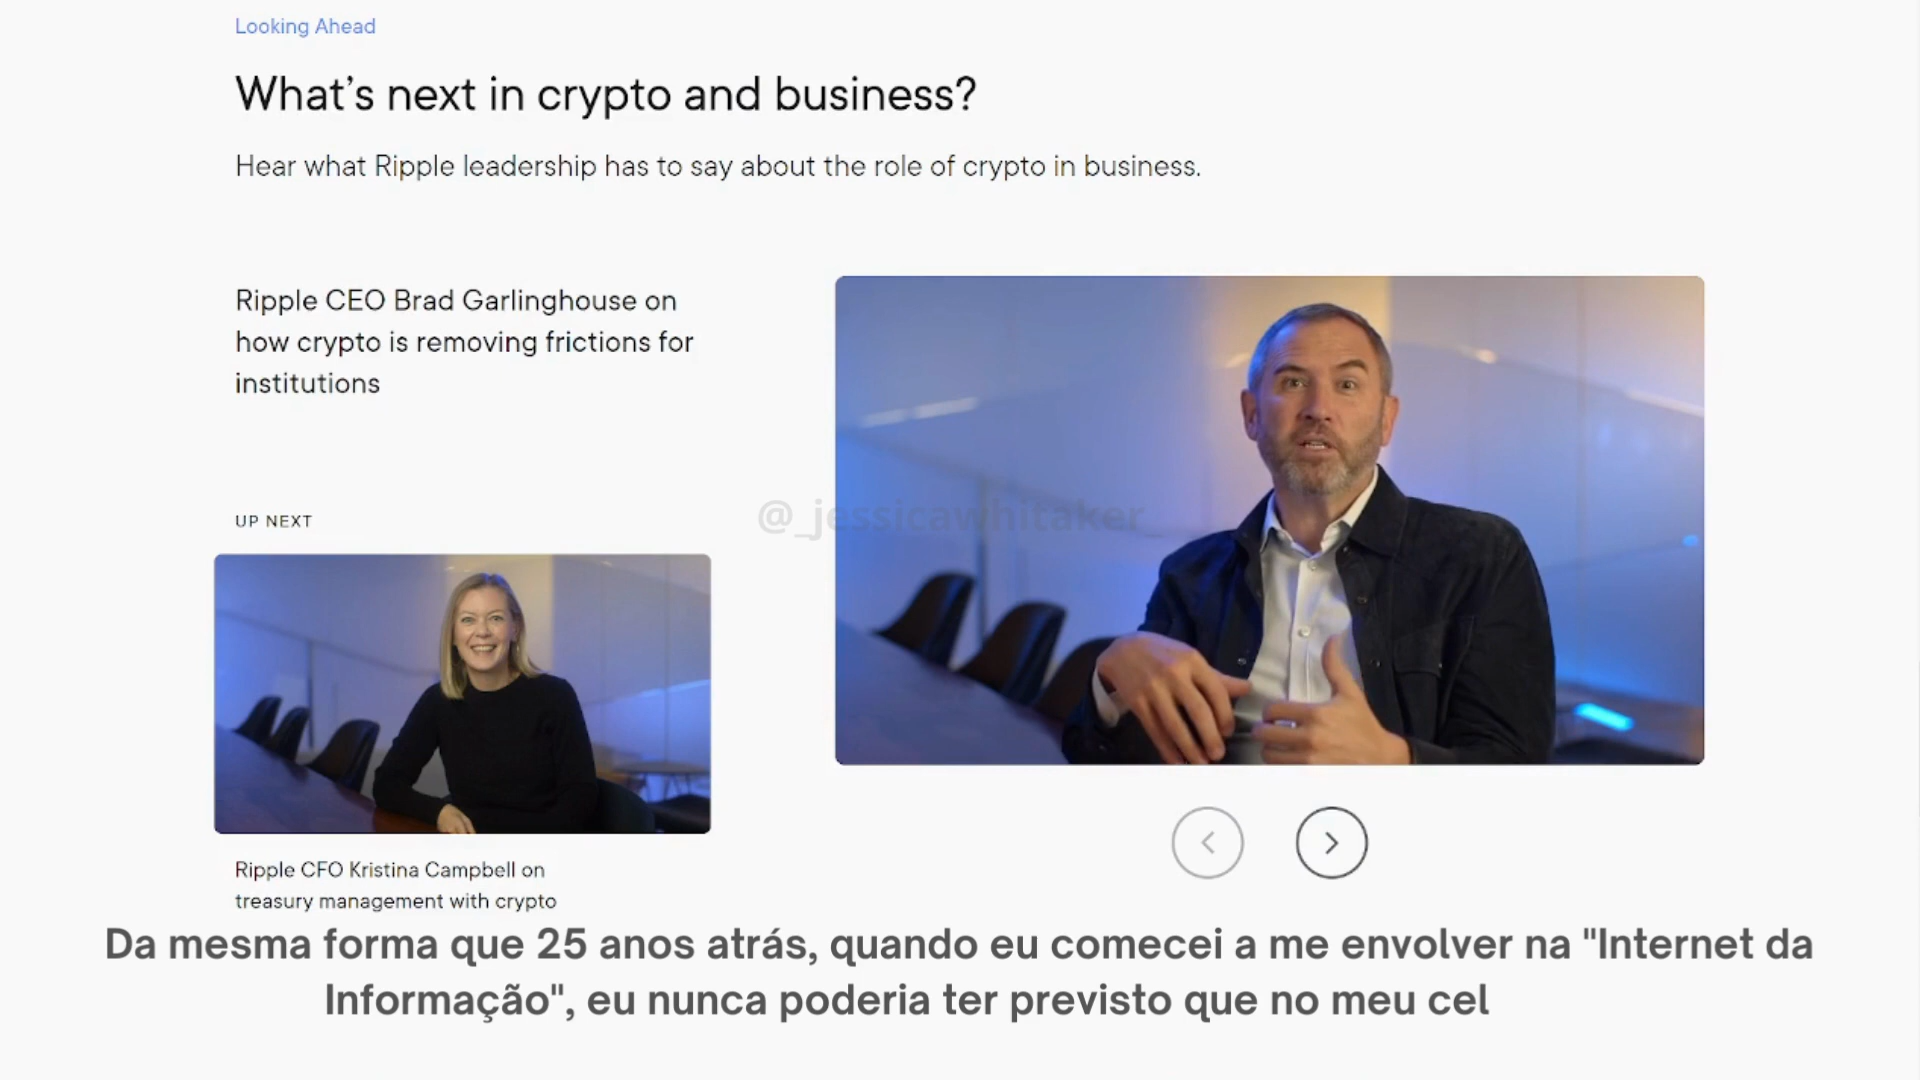 Looking Ahead
What's next in crypto and business?
Hear what Ripple leadership has to say about the role of crypto in business.
Ripple CEO Brad Garlinghouse on
how crypto is removing frictions for
institutions
@_jessicawhitaker
UP NEXT
Ripple CFO Kristina Campbell on
treasury management with crypto
Da mesma forma que 25 anos atrás, quando eu comecei a me envolver na "Internet da
Informação", eu nunca poderia ter previsto que no meu cel